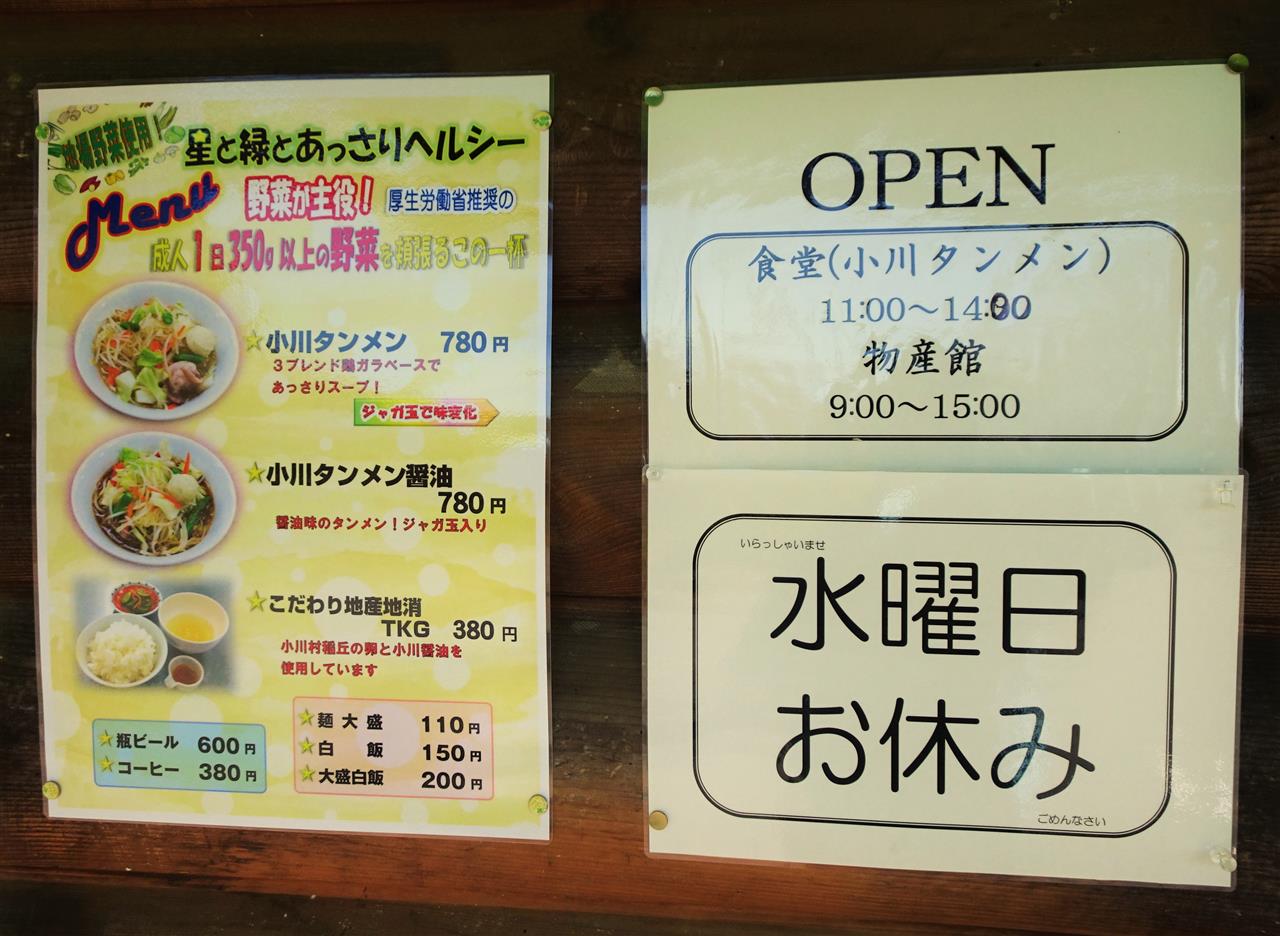 地場野菜使用！
星と緑とあっさりヘルシー
Menu
野菜が主役！
厚生労働省推奨の
成人1日350g以上の野菜を頬張るこの一杯
小川タンメン 780円
3ブレンド鶏ガラベースで
あっさりスープ！
ジャガ玉で味変化
小川タンメン醤油
780円
醤油味のタンメン！ジャガ玉入り
こだわり地産地消
TKG 380円
小川村稲丘の卵と小川醤油を
使用しています
瓶ビール 600円
コーヒー 380円
麺大盛 110円
白飯 150円
大盛白飯 200円
OPEN
食堂(小川タンメン)
11:00～14:00
物産館
9:00～15:00
いらっしゃいませ
水曜日
お休み
ごめんなさい